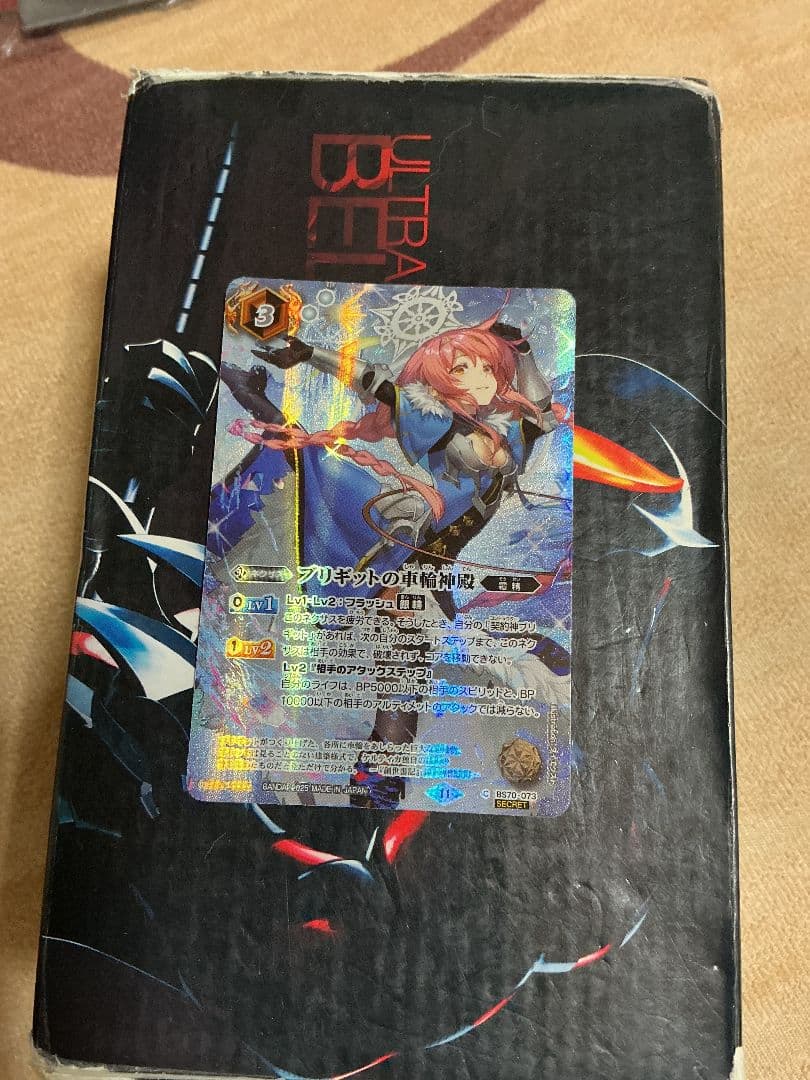 ULTRA
BEL
3
ネクサス
ブリギットの車輪神殿
0 LV1
Lv1・Lv2：フラッシュ
このネクサスを疲労できる。そうしたとき、自分の「契約神ブリ
ギット」があれば、次の自分のスタートステップまで、このネク
サスは相手の効果で、破壊されず、コアを移動できない。
1 LV2
Lv2『相手のアタックステップ』
自分のライフは、BP5000以下の相手のスピリットと、BP
10000以下の相手のアルティメットのアタックでは減らない。
BANDAI 2025 MADE IN JAPAN
11
C BS70-073
SECRET